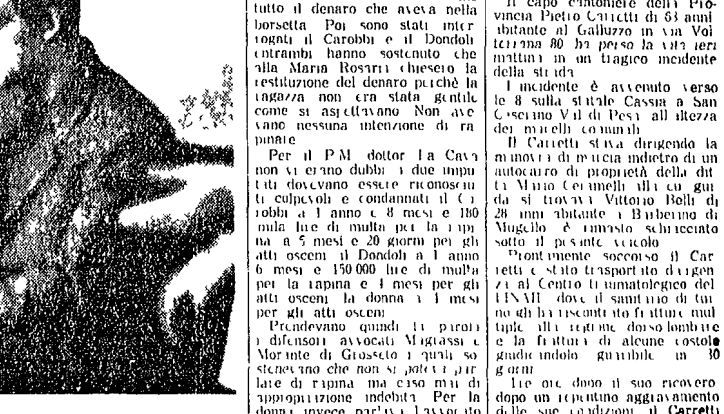 tutto il denaro che aveva nella
borsetta Poi sono stati inter
rogati il Carobbi e il Dondoli
entrambi hanno sostenuto che
alla Maria Rosaria chiesero la
restituzione del denaro perchè la
ragazza non era stata gentile
come si aspettavano Non ave
vano nessuna intenzione di ra
pinare
Per il PM dottor La Cava
non vi erano dubbi i due impu
tati dovevano essere riconosciu
ti colpevoli e condannati il Ca
robbi a 1 anno e 8 mesi e 180
mila lire di multa per la rapi
na a 5 mesi e 20 giorni per gli
atti osceni il Dondoli a 1 anno
6 mesi e 150 000 lire di multa
per la rapina e 4 mesi per gli
atti osceni la donna a 4 mesi
per gli atti osceni
Prendevano quindi la parola
i difensori avvocati Migrassi e
Morante di Grosseto i quali so
stenevano che non si poteva par
lare di rapina ma caso mai di
appropriazione indebita Per la
donna invece parlava l avvocato
Il capo cantoniere della Pro
vincia Pietro Carretti di 63 anni
abitante al Galluzzo in via Vol
terrana 80 ha perso la vita ieri
mattina in un tragico incidente
della strada
L incidente è avvenuto verso
le 8 sulla statale Cassia a San
Casciano Val di Pesa all altezza
dei macelli comunali
Il Carretti stava dirigendo la
manovra di marcia indietro di un
autocarro di proprietà della dit
ta Mario alla cui gui
da si trovava Vittorio Belli di
28 anni abitante a Barberino di
Mugello è rimasto schiacciato
sotto il pesante veicolo
Prontamente soccorso il Car
retti è stato trasportato d urgen
za al Centro traumatologico del
l INAIL dove il sanitario di tur
no gli ha riscontrato fratture mul
tiple alla regione dorso lombare
e la frattura di alcune costole
giudicandolo guaribile in 30
giorni
Tre ore dopo il suo ricovero
dopo un repentino aggravamento
delle sue condizioni il Carretti